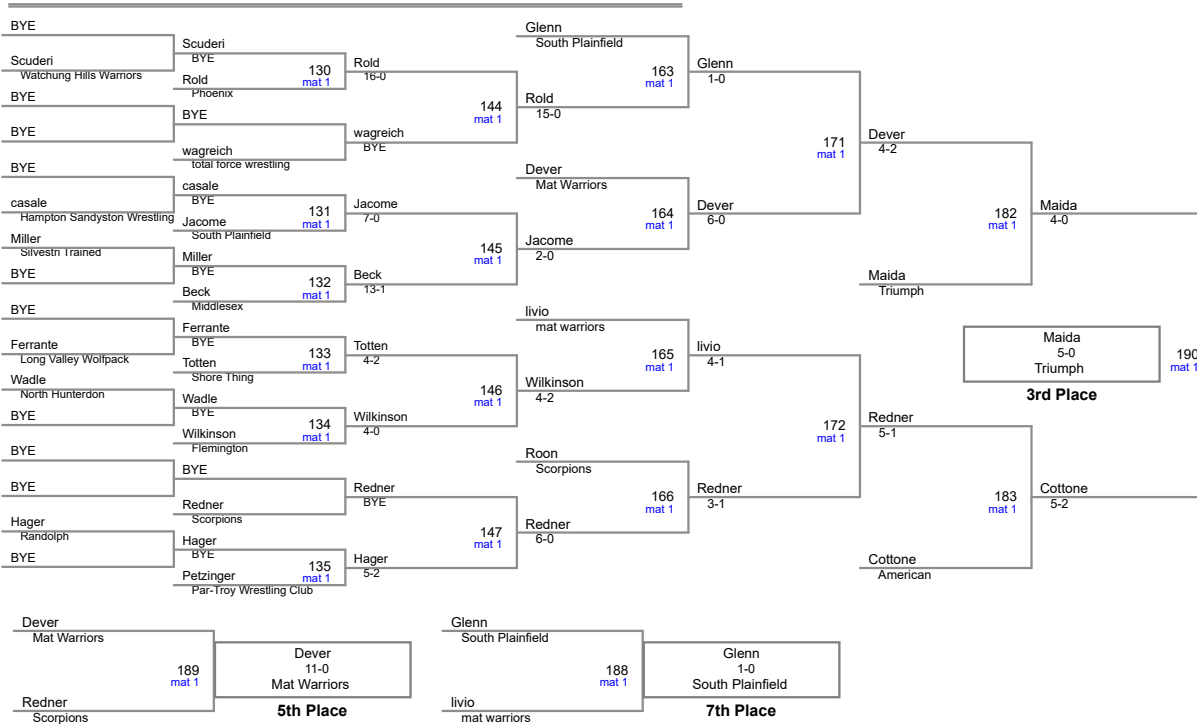 BYE
Scuderi
Watchung Hills Warriors
BYE
BYE
BYE
casale
Hampton Sandyston Wrestling
Miller
Silvestri Trained
BYE
BYE
Ferrante
Long Valley Wolfpack
Wadle
North Hunterdon
BYE
BYE
BYE
Hager
Randolph
BYE
Scuderi
BYE
130
mat 1
Rold
Phoenix
BYE
wagreich
total force wrestling
casale
BYE
131
mat 1
Jacome
South Plainfield
Miller
BYE
132
mat 1
Beck
Middlesex
Ferrante
BYE
133
mat 1
Totten
Shore Thing
Wadle
BYE
134
mat 1
Wilkinson
Flemington
BYE
Redner
Scorpions
Hager
BYE
135
mat 1
Petzinger
Par-Troy Wrestling Club
Rold
16-0
144
mat 1
wagreich
BYE
Jacome
7-0
145
mat 1
Beck
13-1
Totten
4-2
146
mat 1
Wilkinson
4-0
Redner
BYE
147
mat 1
Hager
5-2
Glenn
South Plainfield
163
mat 1
Rold
15-0
Dever
Mat Warriors
164
mat 1
Jacome
2-0
livio
mat warriors
165
mat 1
Wilkinson
4-2
Roon
Scorpions
166
mat 1
Redner
6-0
Glenn
1-0
171
mat 1
Dever
6-0
livio
4-1
172
mat 1
Redner
3-1
Dever
4-2
182
mat 1
Maida
Triumph
Redner
5-1
183
mat 1
Cottone
American
Maida
4-0
Cottone
5-2
Maida
5-0
Triumph
190
mat 1
3rd Place
Dever
Mat Warriors
189
mat 1
Redner
Scorpions
Dever
11-0
Mat Warriors
5th Place
Glenn
South Plainfield
188
mat 1
livio
mat warriors
Glenn
1-0
South Plainfield
7th Place